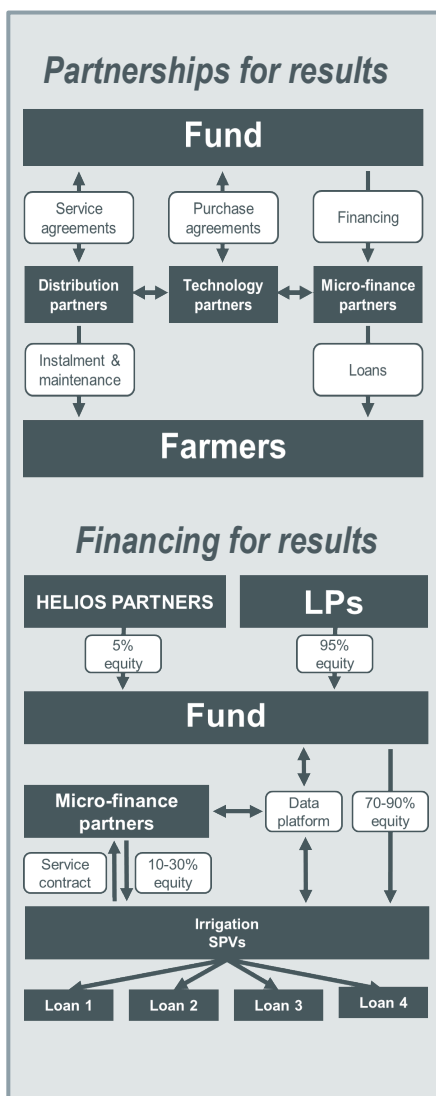 Partnerships for results
Fund
Service
agreements
Purchase
agreements
Financing
Distribution
partners
Technology
partners
Micro-finance
partners
Instalment &
maintenance
Loans
Farmers
Financing for results
HELIOS PARTNERS
LPs
5%
equity
95%
equity
Fund
Micro-finance
partners
Data
platform
70-90%
equity
Service
contract
10-30%
equity
Irrigation
SPVs
Loan 1
Loan 2
Loan 3
Loan 4